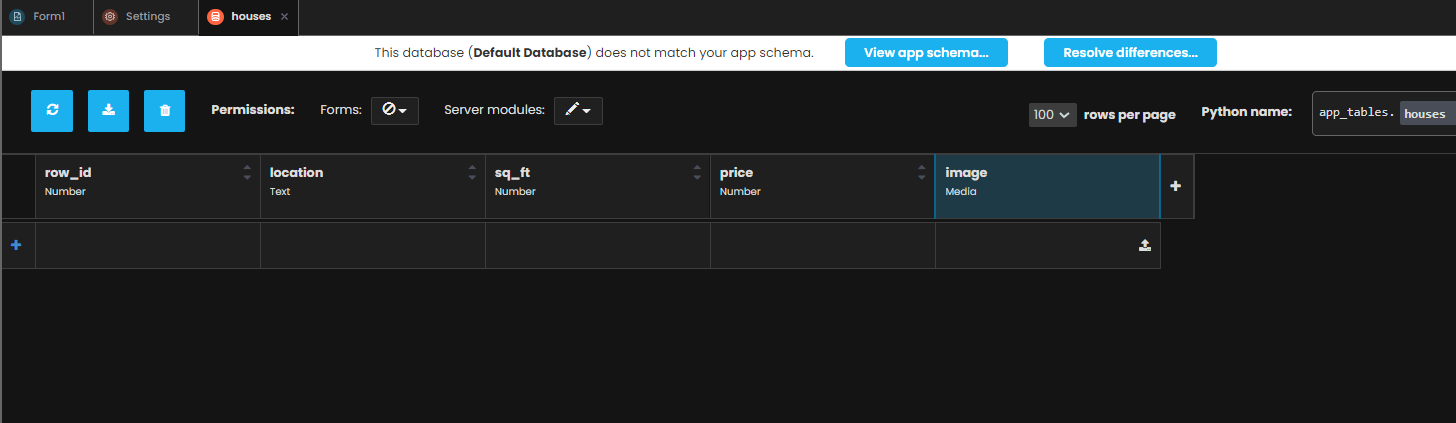 Form1 Settings houses
This database (Default Database) does not match your app schema. View app schema... Resolve differences...
Permissions: Forms: Server modules: 100 rows per page Python name: app_tables. houses
row_id location sq_ft price image
Number Text Number Number Media